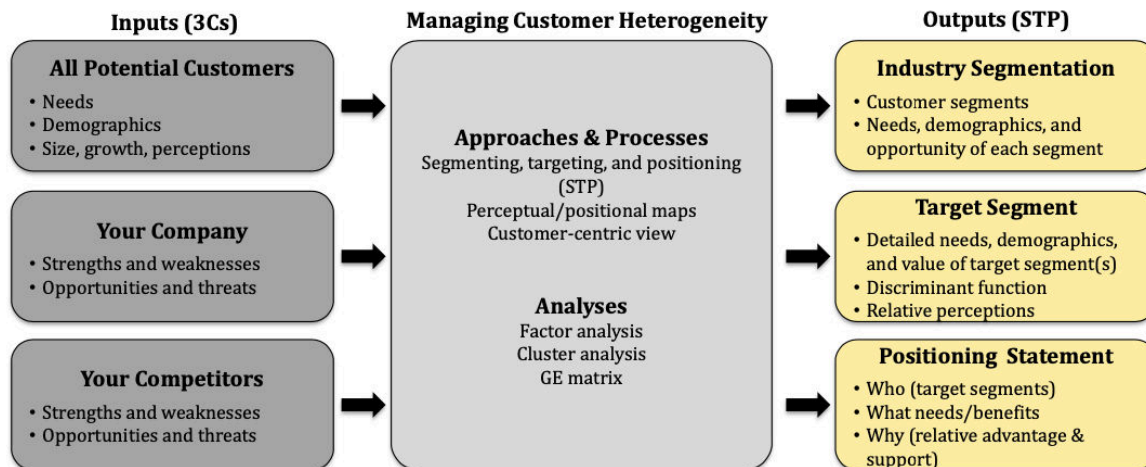 Inputs (3Cs)
All Potential Customers
• Needs
• Demographics
• Size, growth, perceptions
Your Company
• Strengths and weaknesses
• Opportunities and threats
Your Competitors
• Strengths and weaknesses
• Opportunities and threats
Managing Customer Heterogeneity
Approaches & Processes
Segmenting, targeting, and positioning
(STP)
Perceptual/positional maps
Customer-centric view
Analyses
Factor analysis
Cluster analysis
GE matrix
Outputs (STP)
Industry Segmentation
• Customer segments
• Needs, demographics, and
opportunity of each segment
Target Segment
• Detailed needs, demographics,
and value of target segment(s)
• Discriminant function
• Relative perceptions
Positioning Statement
• Who (target segments)
• What needs/benefits
• Why (relative advantage &
support)